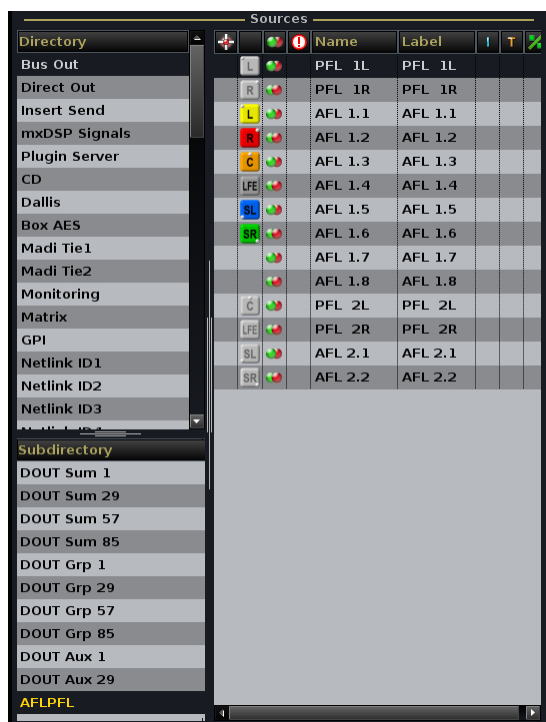 Sources
Directory
Bus Out
Direct Out
Insert Send
mxDSP Signals
Plugin Server
CD
Dallis
Box AES
Madi Tie1
Madi Tie2
Monitoring
Matrix
GPI
Netlink ID1
Netlink ID2
Netlink ID3
Subdirectory
DOUT Sum 1
DOUT Sum 29
DOUT Sum 57
DOUT Sum 85
DOUT Grp 1
DOUT Grp 29
DOUT Grp 57
DOUT Grp 85
DOUT Aux 1
DOUT Aux 29
AFLPFL
Name Label I T
L PFL 1L PFL 1L
R PFL 1R PFL 1R
L AFL 1.1 AFL 1.1
R AFL 1.2 AFL 1.2
C AFL 1.3 AFL 1.3
LFE AFL 1.4 AFL 1.4
SL AFL 1.5 AFL 1.5
SR AFL 1.6 AFL 1.6
AFL 1.7 AFL 1.7
AFL 1.8 AFL 1.8
C PFL 2L PFL 2L
LFE PFL 2R PFL 2R
SL AFL 2.1 AFL 2.1
SR AFL 2.2 AFL 2.2